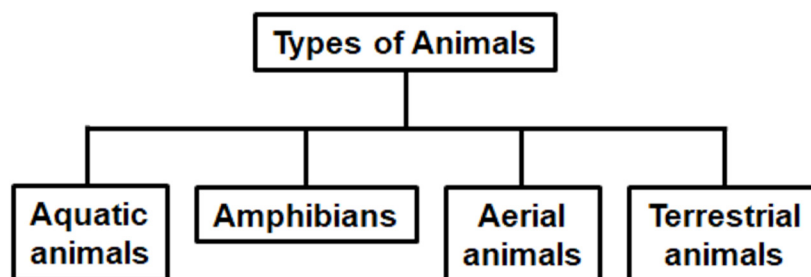 Types of Animals
Aquatic
animals
Amphibians
Aerial
animals
Terrestrial
animals